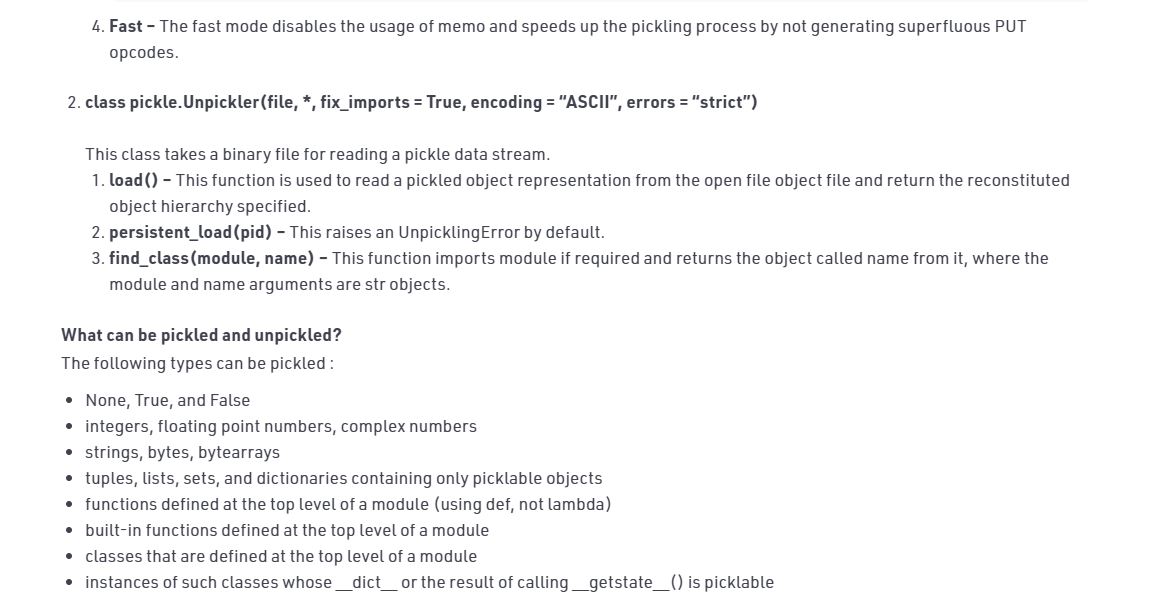 4. Fast – The fast mode disables the usage of memo and speeds up the pickling process by not generating superfluous PUT
opcodes.
2. class pickle.Unpickler(file, *, fix_imports = True, encoding = “ASCII”, errors = “strict”)
This class takes a binary file for reading a pickle data stream.
1. load() – This function is used to read a pickled object representation from the open file object file and return the reconstituted
object hierarchy specified.
2. persistent_load(pid) – This raises an UnpicklingError by default.
3. find_class(module, name) – This function imports module if required and returns the object called name from it, where the
module and name arguments are str objects.
What can be pickled and unpickled?
The following types can be pickled :
• None, True, and False
• integers, floating point numbers, complex numbers
• strings, bytes, bytearrays
• tuples, lists, sets, and dictionaries containing only picklable objects
• functions defined at the top level of a module (using def, not lambda)
• built-in functions defined at the top level of a module
• classes that are defined at the top level of a module
• instances of such classes whose __dict__ or the result of calling __getstate__() is picklable